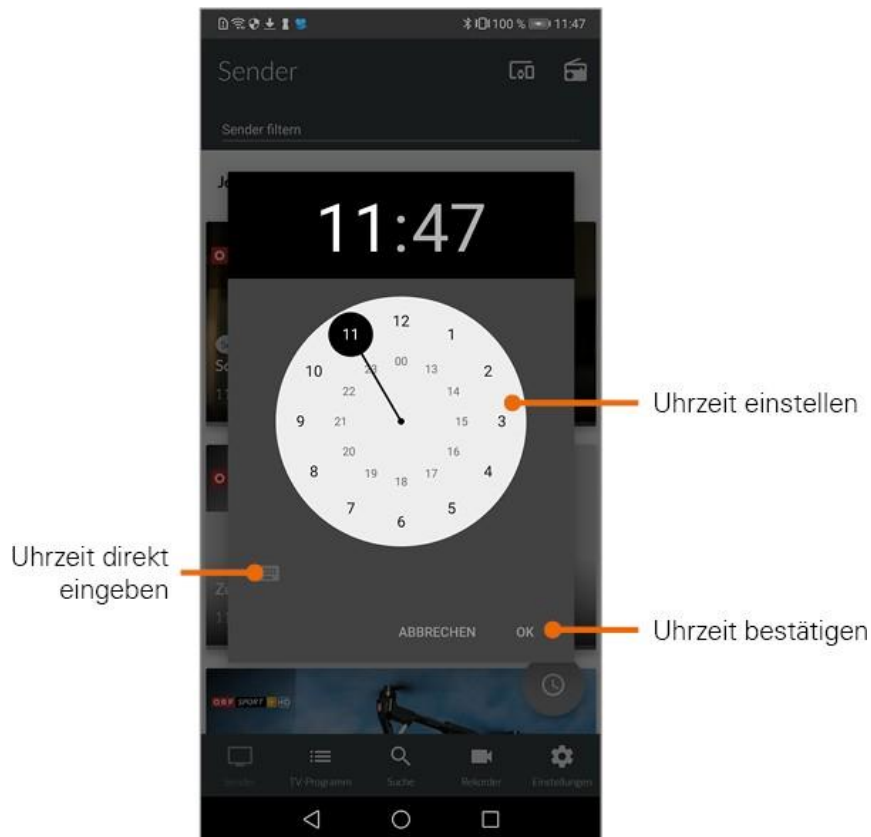 100 % 11:47
Sender
Sender filtern
Je
11:47
12
11 1
00
23 13
10 2
22 14
9 21 15 3
20 16
8 4
19 17
18
7 5
6
Uhrzeit einstellen
Uhrzeit direkt
eingeben
ABBRECHEN OK
Uhrzeit bestätigen
ORF SPORT + HD
Sender TV-Programm Suche Rekorder Einstellungen